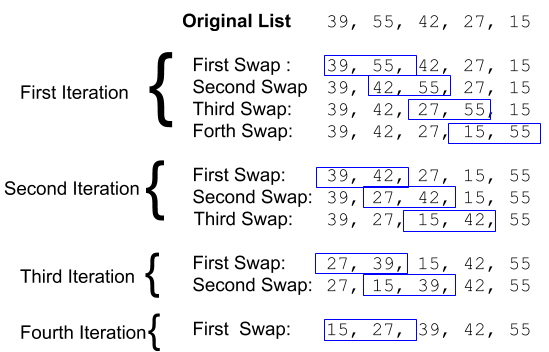 Original List 39, 55, 42, 27, 15
First Iteration
First Swap : 39, 55, 42, 27, 15
Second Swap 39, 42, 55, 27, 15
Third Swap: 39, 42, 27, 55, 15
Forth Swap: 39, 42, 27, 15, 55
Second Iteration
First Swap: 39, 42, 27, 15, 55
Second Swap: 39, 27, 42, 15, 55
Third Swap: 39, 27, 15, 42, 55
Third Iteration
First Swap: 27, 39, 15, 42, 55
Second Swap: 27, 15, 39, 42, 55
Fourth Iteration
First Swap: 15, 27, 39, 42, 55